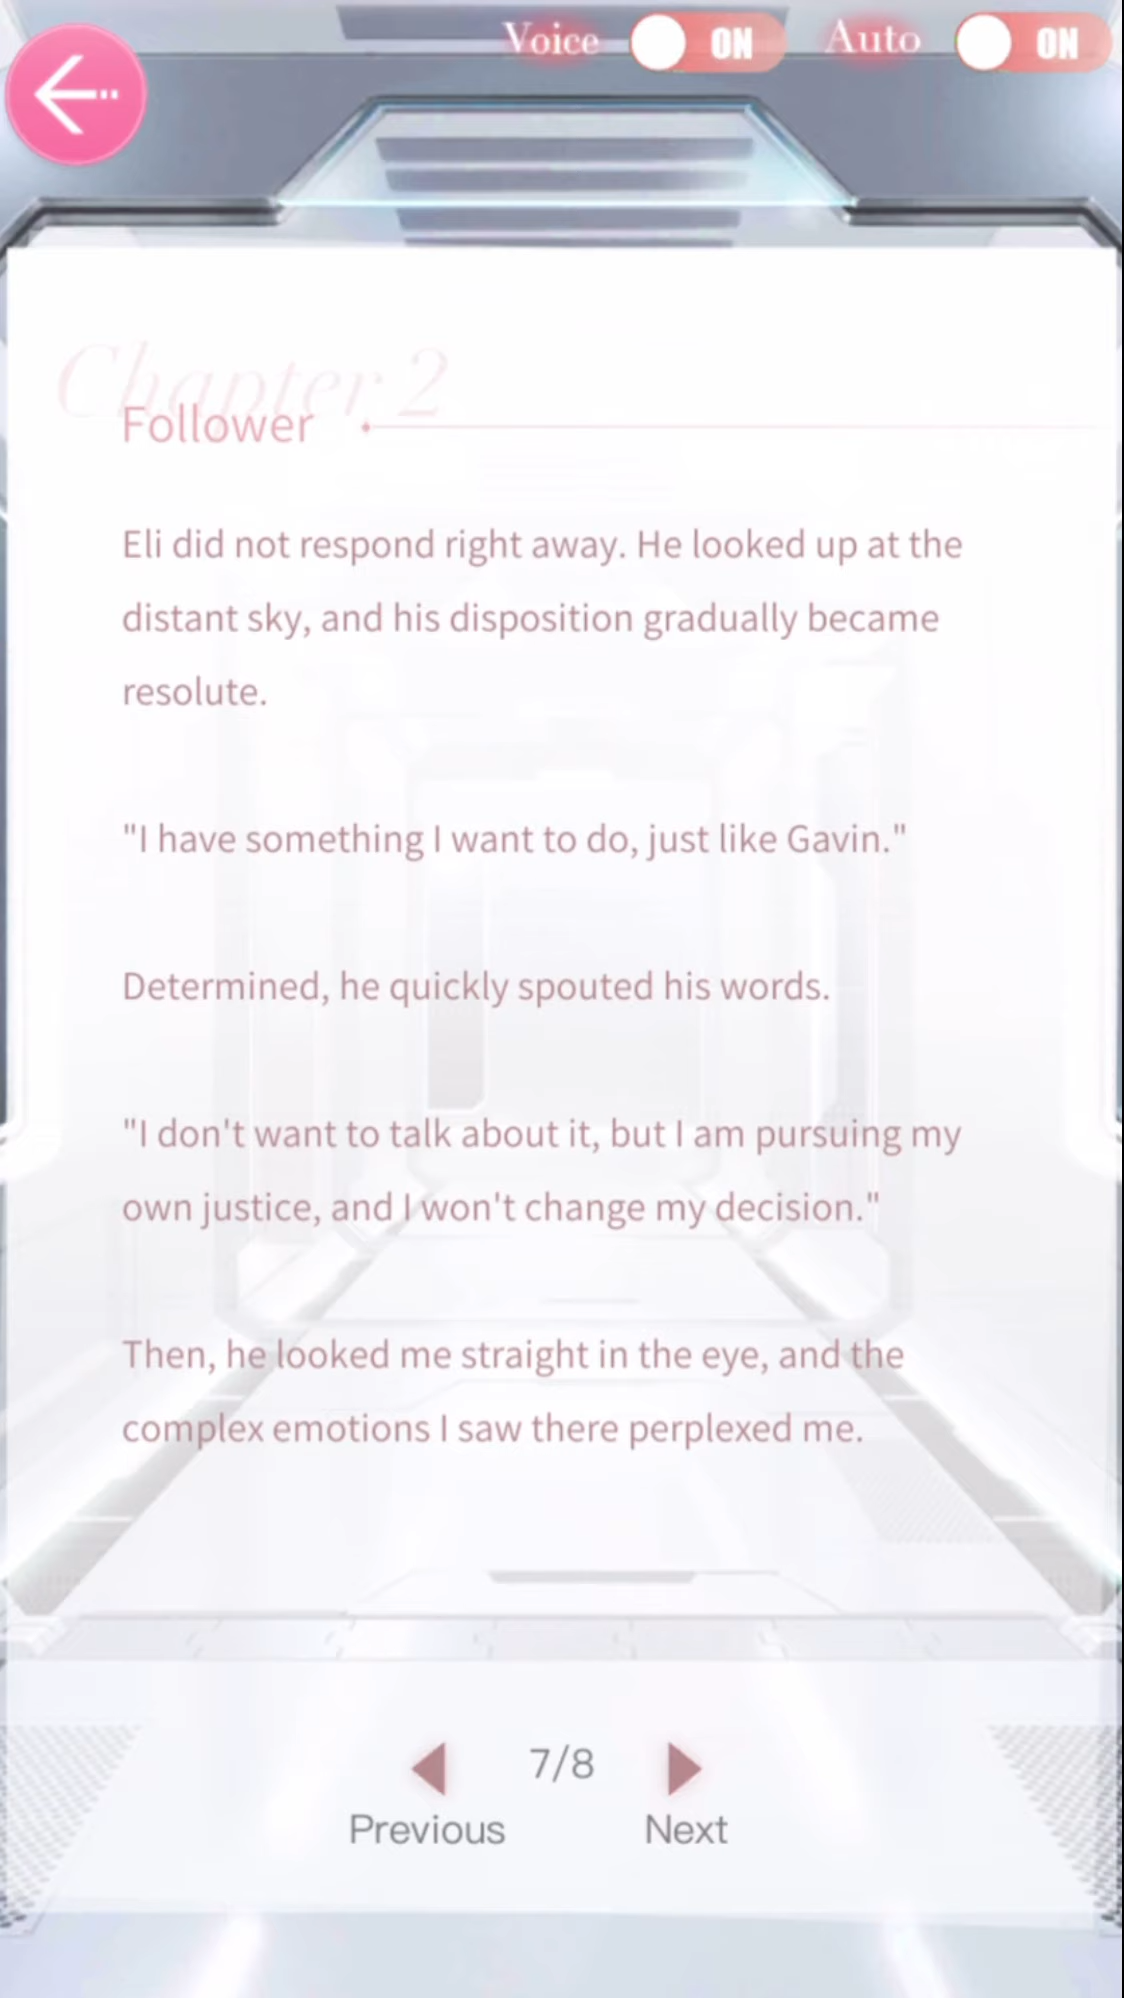 Voice ON Auto ON
Chapter 2
Follower
Eli did not respond right away. He looked up at the
distant sky, and his disposition gradually became
resolute.
"I have something I want to do, just like Gavin."
Determined, he quickly spouted his words.
"I don't want to talk about it, but I am pursuing my
own justice, and I won't change my decision."
Then, he looked me straight in the eye, and the
complex emotions I saw there perplexed me.
7/8
Previous Next